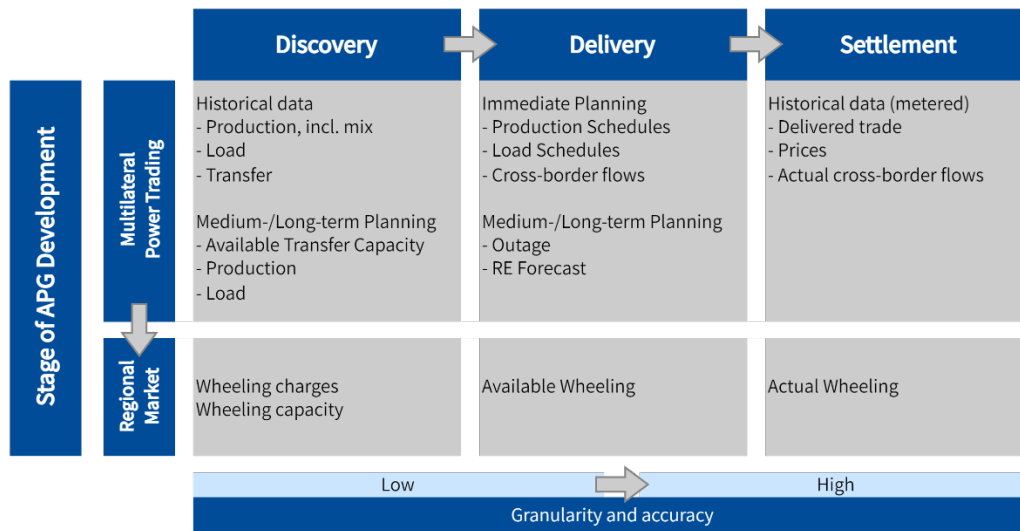 Discovery
Delivery
Settlement
Stage of APG Development
Multilateral
Power Trading
Historical data
- Production, incl. mix
- Load
- Transfer
Medium-/Long-term Planning
- Available Transfer Capacity
- Production
- Load
Immediate Planning
- Production Schedules
- Load Schedules
- Cross-border flows
Medium-/Long-term Planning
- Outage
- RE Forecast
Historical data (metered)
- Delivered trade
- Prices
- Actual cross-border flows
Regional
Market
Wheeling charges
Wheeling capacity
Available Wheeling
Actual Wheeling
Low
High
Granularity and accuracy